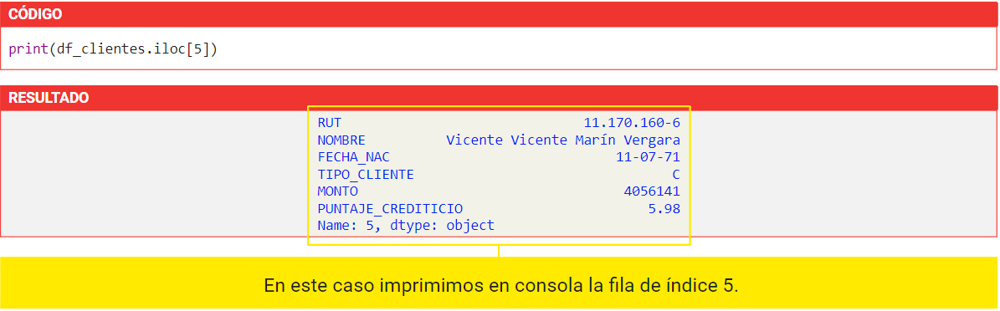 CÓDIGO
print(df_clientes.iloc[5])
RESULTADO
RUT 11.170.160-6
NOMBRE Vicente Vicente Marín Vergara
FECHA_NAC 11-07-71
TIPO_CLIENTE C
MONTO 4056141
PUNTAJE_CREDITICIO 5.98
Name: 5, dtype: object
En este caso imprimimos en consola la fila de índice 5.